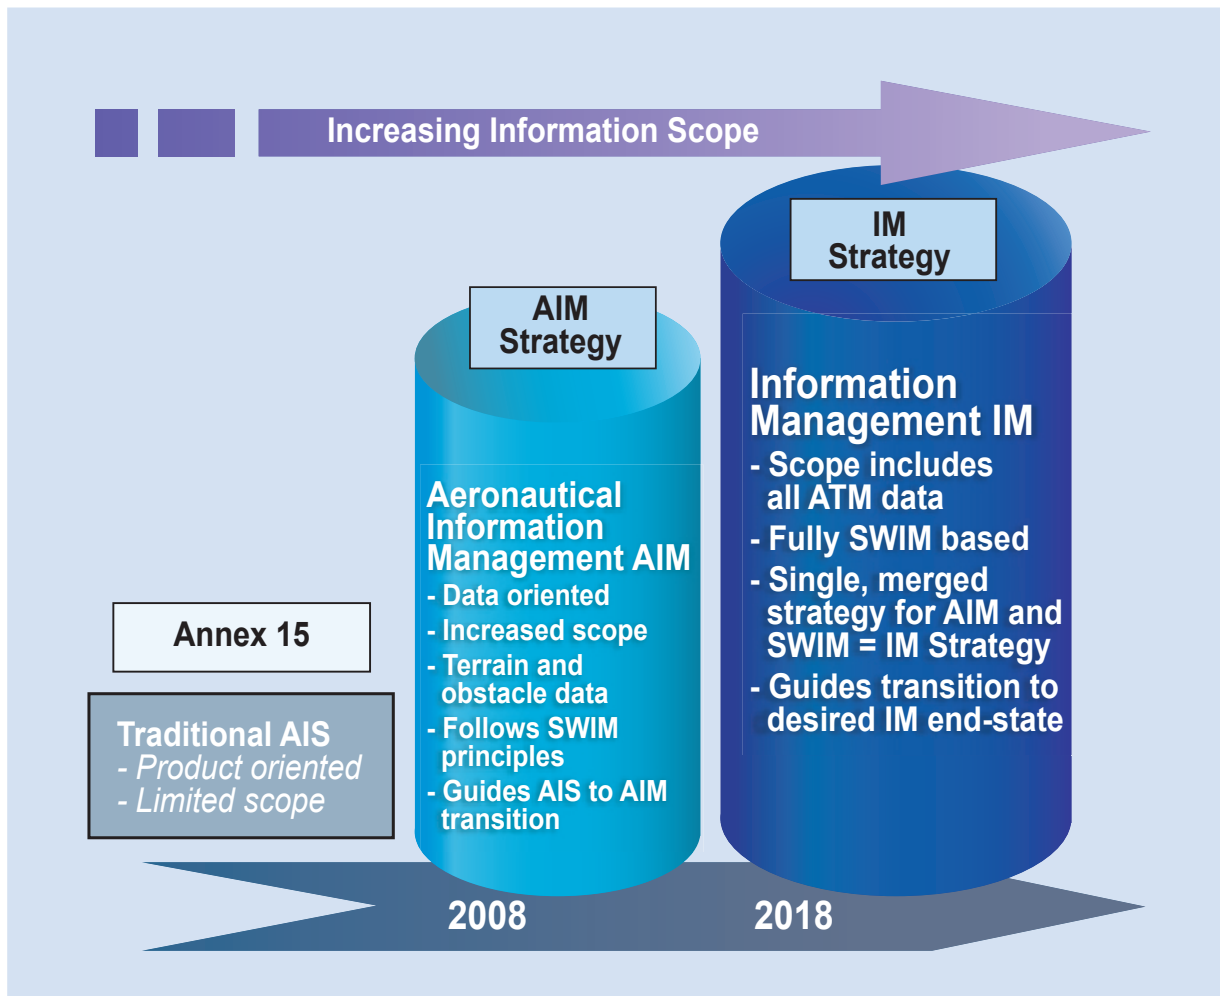 Increasing Information Scope
IM
Strategy
AIM
Strategy
Information
Management IM
- Scope includes
all ATM data
- Fully SWIM based
- Single, merged
strategy for AIM and
SWIM = IM Strategy
- Guides transition to
desired IM end-state
Aeronautical
Information
Management AIM
- Data oriented
- Increased scope
- Terrain and
obstacle data
- Follows SWIM
principles
- Guides AIS to AIM
transition
Annex 15
Traditional AIS
- Product oriented
- Limited scope
2008
2018